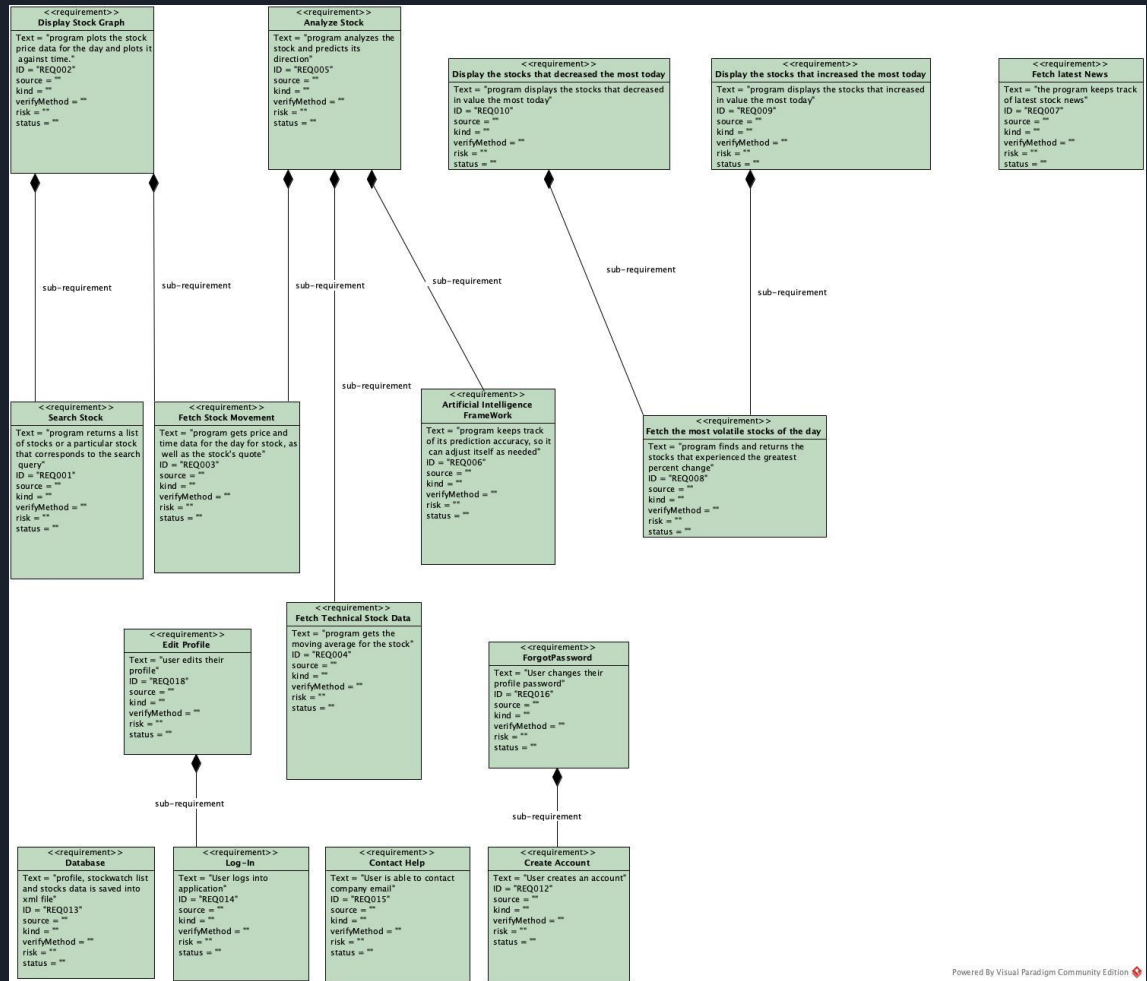 <<requirement>>
Display Stock Graph
Text = "program plots the stock
price data for the day and plots it
against time."
ID = "REQ002"
source = ""
kind = ""
verifyMethod = ""
risk = ""
status = ""
<<requirement>>
Analyze Stock
Text = "program analyzes the
stock and predicts its
direction"
ID = "REQ005"
source = ""
kind = ""
verifyMethod = ""
risk = ""
status = ""
<<requirement>>
Display the stocks that decreased the most today
Text = "program displays the stocks that decreased
in value the most today"
ID = "REQ010"
source = ""
kind = ""
verifyMethod = ""
risk = ""
status = ""
<<requirement>>
Display the stocks that increased the most today
Text = "program displays the stocks that increased
in value the most today"
ID = "REQ009"
source = ""
kind = ""
verifyMethod = ""
risk = ""
status = ""
<<requirement>>
Fetch latest News
Text = "the program keeps track
of latest stock news"
ID = "REQ007"
source = ""
kind = ""
verifyMethod = ""
risk = ""
status = ""
sub-requirement
sub-requirement
sub-requirement
sub-requirement
sub-requirement
sub-requirement
sub-requirement
<<requirement>>
Search Stock
Text = "program returns a list
of stocks or a particular stock
that corresponds to the search
query"
ID = "REQ001"
source = ""
kind = ""
verifyMethod = ""
risk = ""
status = ""
<<requirement>>
Fetch Stock Movement
Text = "program gets price and
time data for the day for stock, as
well as the stock's quote"
ID = "REQ003"
source = ""
kind = ""
verifyMethod = ""
risk = ""
status = ""
<<requirement>>
Artificial Intelligence
FrameWork
Text = "program keeps track
of its prediction accuracy, so it
can adjust itself as needed"
ID = "REQ006"
source = ""
kind = ""
verifyMethod = ""
risk = ""
status = ""
<<requirement>>
Fetch the most volatile stocks of the day
Text = "program finds and returns the
stocks that experienced the greatest
percent change"
ID = "REQ008"
source = ""
kind = ""
verifyMethod = ""
risk = ""
status = ""
<<requirement>>
Edit Profile
Text = "user edits their
profile"
ID = "REQ018"
source = ""
kind = ""
verifyMethod = ""
risk = ""
status = ""
<<requirement>>
Fetch Technical Stock Data
Text = "program gets the
moving average for the stock"
ID = "REQ004"
source = ""
kind = ""
verifyMethod = ""
risk = ""
status = ""
<<requirement>>
ForgotPassword
Text = "User changes their
profile password"
ID = "REQ016"
source = ""
kind = ""
verifyMethod = ""
risk = ""
status = ""
sub-requirement
sub-requirement
<<requirement>>
Database
Text = "profile, stockwatch list
and stocks data is saved into
xml file"
ID = "REQ013"
source = ""
kind = ""
verifyMethod = ""
risk = ""
status = ""
<<requirement>>
Log-In
Text = "User logs into
application"
ID = "REQ014"
source = ""
kind = ""
verifyMethod = ""
risk = ""
status = ""
<<requirement>>
Contact Help
Text = "User is able to contact
company email"
ID = "REQ015"
source = ""
kind = ""
verifyMethod = ""
risk = ""
status = ""
<<requirement>>
Create Account
Text = "User creates an account"
ID = "REQ012"
source = ""
kind = ""
verifyMethod = ""
risk = ""
status = ""
Powered By Visual Paradigm Community Edition